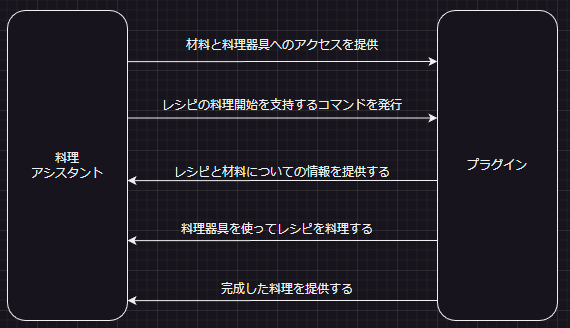 材料と料理器具へのアクセスを提供
レシピの料理開始を支持するコマンドを発行
料理
アシスタント
レシピと材料についての情報を提供する
プラグイン
料理器具を使ってレシピを料理する
完成した料理を提供する